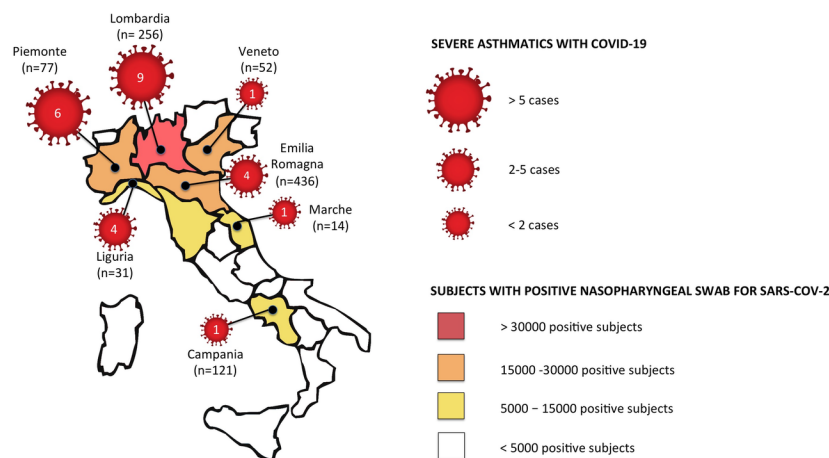 Lombardia
(n= 256)
9
Piemonte
(n=77)
6
Veneto
(n=52)
1
Emilia
Romagna
(n=436)
4
Marche
(n=14)
1
4
Liguria
(n=31)
1
Campania
(n=121)
SEVERE ASTHMATICS WITH COVID-19
> 5 cases
2-5 cases
< 2 cases
SUBJECTS WITH POSITIVE NASOPHARYNGEAL SWAB FOR SARS-COV-2
> 30000 positive subjects
15000 -30000 positive subjects
5000 – 15000 positive subjects
< 5000 positive subjects